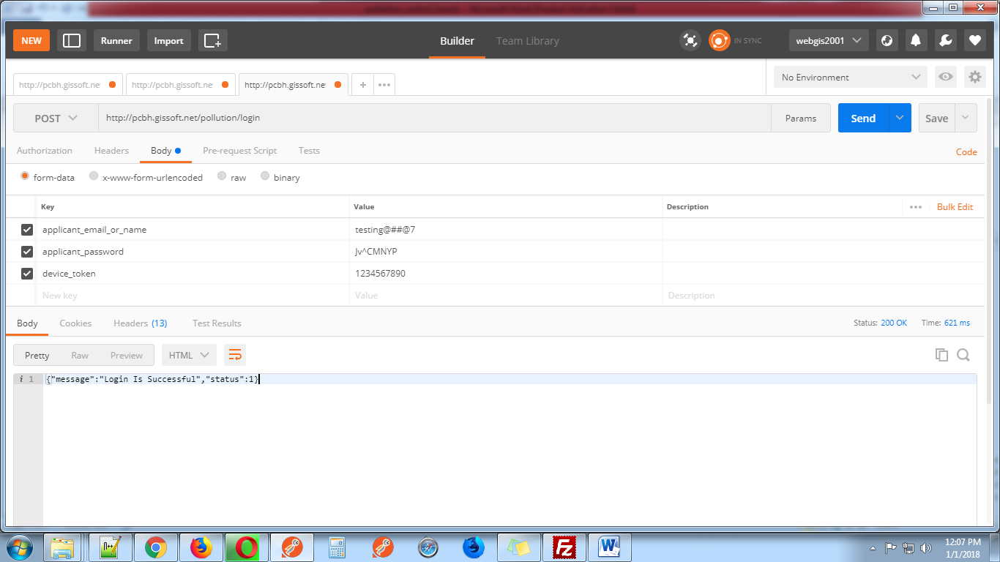 NEW Runner Import Builder Team Library IN SYNC webgis2001
http://pcbh.gissoft.ne http://pcbh.gissoft.ne http://pcbh.gissoft.ne + No Environment
POST http://pcbh.gissoft.net/pollution/login Params Send Save
Authorization Headers Body Pre-request Script Tests Code
form-data x-www-form-urlencoded raw binary
Key Value Description Bulk Edit
applicant_email_or_name testing@##@7
applicant_password Jv^CMNYP
device_token 1234567890
New key Value Description
Body Cookies Headers (13) Test Results Status: 200 OK Time: 621 ms
Pretty Raw Preview HTML
i 1 {"message":"Login Is Successful","status":1}
12:07 PM
1/1/2018